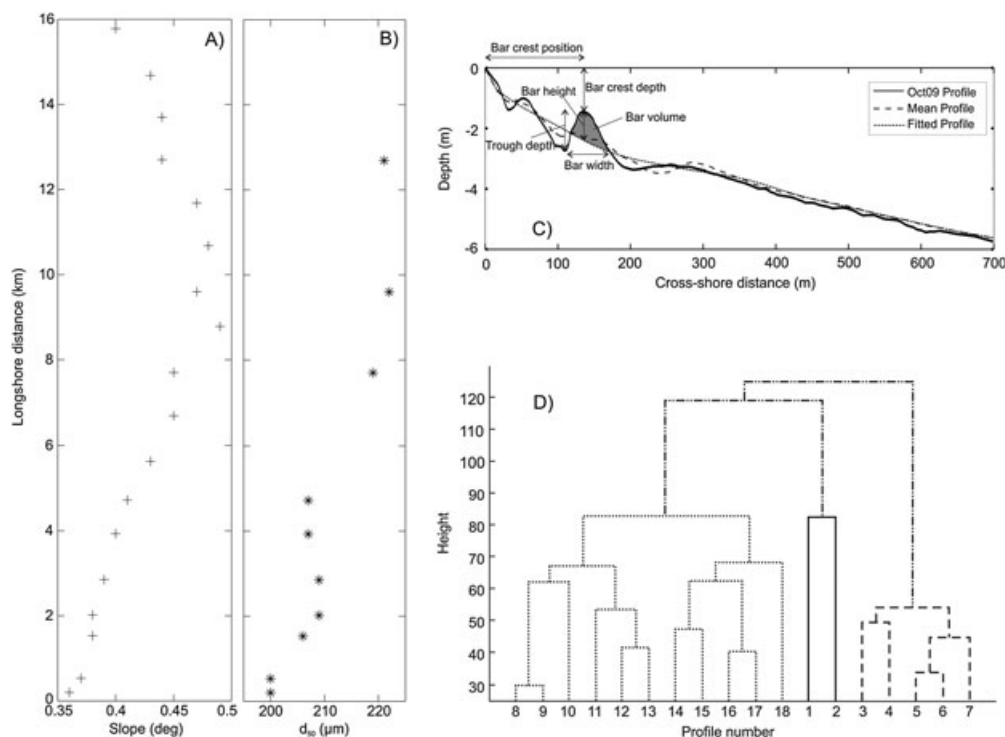 A)
16
14
12
10
8
6
4
2
0
Longshore distance (km)
0.35 0.4 0.45 0.5
Slope (deg)
B)
200 210 220
d₅₀ (µm)
Bar crest position
Bar height
Bar crest depth
Bar volume
Trough depth
Bar width
Oct09 Profile
Mean Profile
Fitted Profile
0
-2
-4
-6
Depth (m)
C)
0 100 200 300 400 500 600 700
Cross-shore distance (m)
D)
120
110
100
90
80
70
60
50
40
30
Height
8 9 10 11 12 13 14 15 16 17 18 1 2 3 4 5 6 7
Profile number